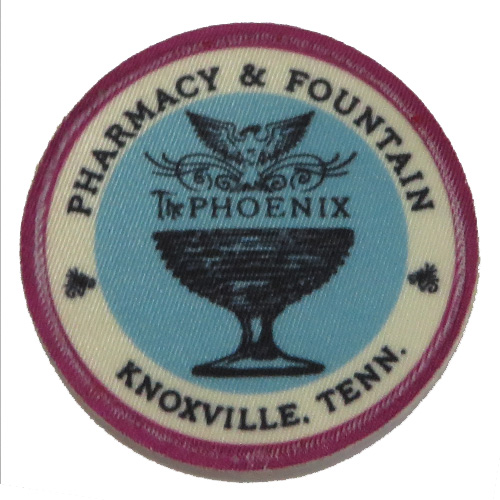 PHARMACY & FOUNTAIN
The PHOENIX
KNOXVILLE, TENN.